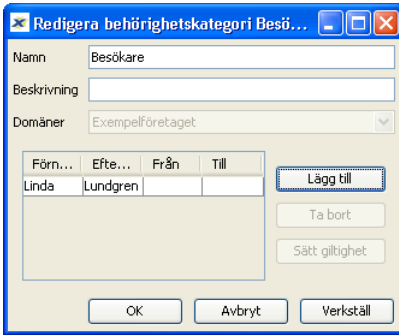 Redigera behörighetskategori Besö...
Namn Besökare
Beskrivning
Domäner Exempelföretaget
Förn... Efte... Från Till
Linda Lundgren
Lägg till
Ta bort
Sätt giltighet
OK Avbryt Verkställ